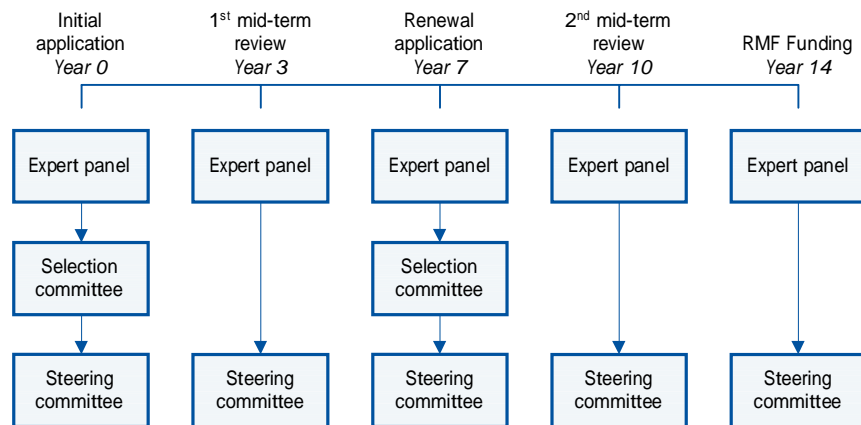 Initial
application
Year 0
1st mid-term
review
Year 3
Renewal
application
Year 7
2nd mid-term
review
Year 10
RMF Funding
Year 14
Expert panel
Expert panel
Expert panel
Expert panel
Expert panel
Selection
committee
Selection
committee
Steering
committee
Steering
committee
Steering
committee
Steering
committee
Steering
committee